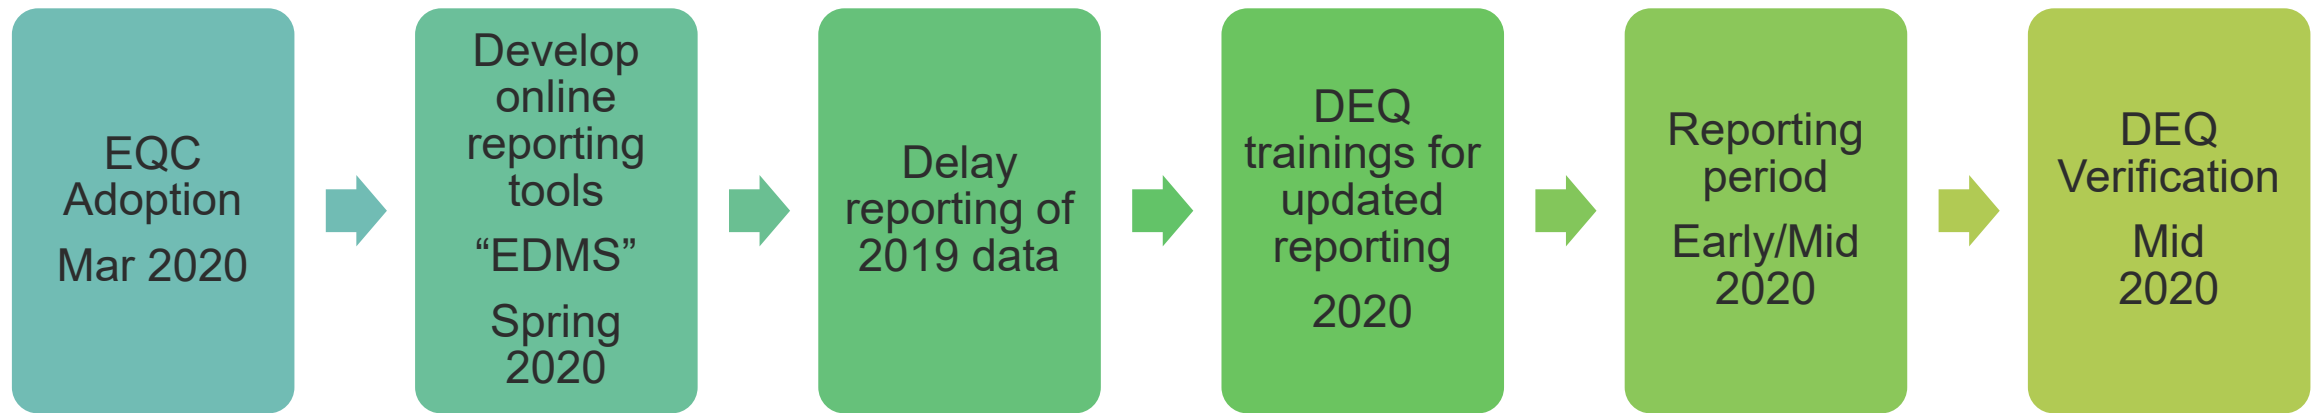 EQC
Adoption
Mar 2020
Develop
online
reporting
tools
“EDMS”
Spring
2020
Delay
reporting of
2019 data
DEQ
trainings for
updated
reporting
2020
Reporting
period
Early/Mid
2020
DEQ
Verification
Mid
2020